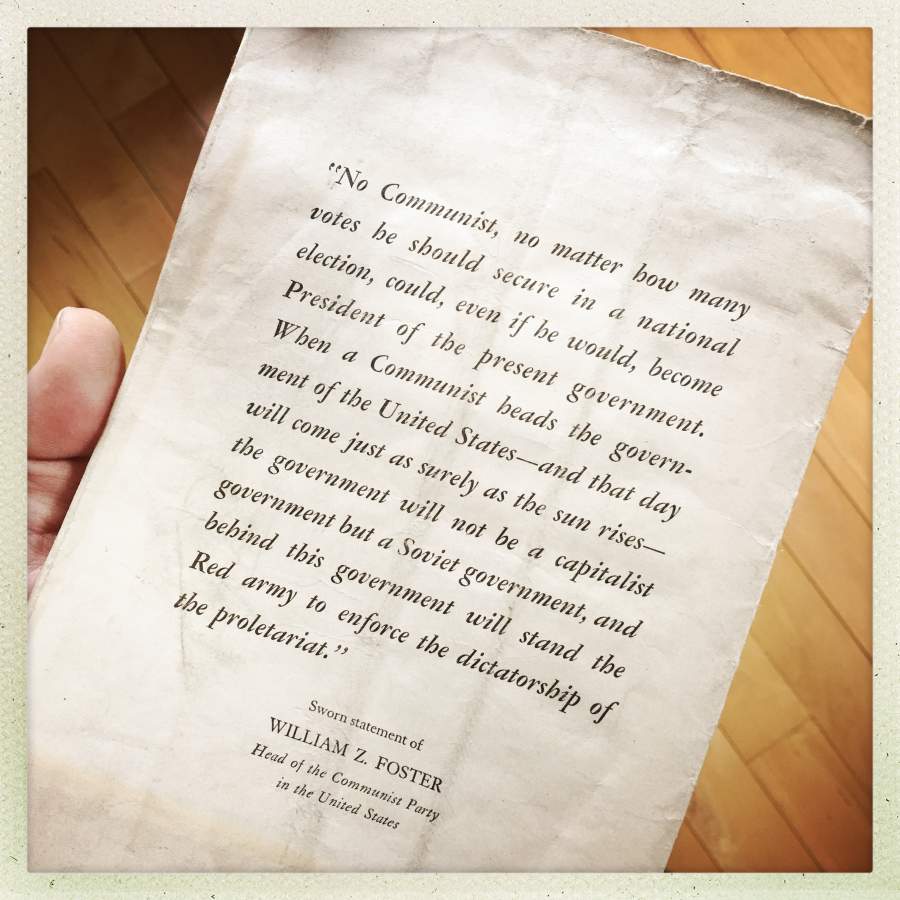 “No Communist, no matter how many
votes he should secure in a national
election, could, even if he would, become
President of the present government.
When a Communist heads the govern-
ment of the United States—and that day
will come just as surely as the sun rises—
the government will not be a capitalist
government but a Soviet government, and
behind this government will stand the
Red army to enforce the dictatorship of
the proletariat.”
Sworn statement of
WILLIAM Z. FOSTER
Head of the Communist Party
in the United States